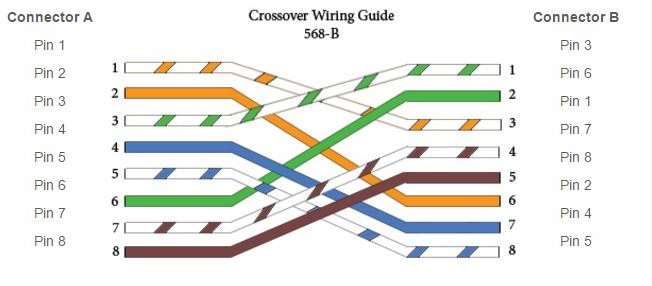 Connector A
Crossover Wiring Guide
Connector B
568-B
Pin 1
Pin 3
Pin 2
1
1
Pin 6
Pin 3
2
2
Pin 1
Pin 4
3
3
Pin 7
Pin 5
4
4
Pin 8
Pin 6
5
5
Pin 2
Pin 7
6
6
Pin 4
Pin 8
7
7
Pin 5
8
8